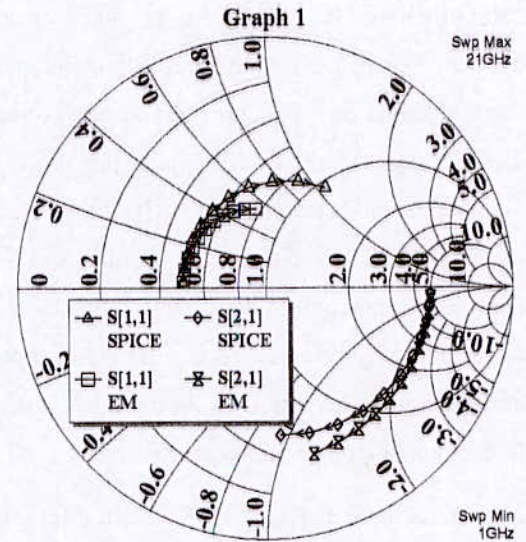 Graph 1
Swp Max
21GHz
0.2
0.4
0.6
0.8
1.0
2.0
3.0
4.0
5.0
10.0
0 0.2 0.4 0.6 0.8 1.0 2.0 3.0 4.0 5.0 10.0
-0.2
-0.4
-0.6
-0.8
-1.0
-2.0
-3.0
-4.0
-5.0
-10.0
S[1,1]
SPICE
S[2,1]
SPICE
S[1,1]
EM
S[2,1]
EM
Swp Min
1GHz